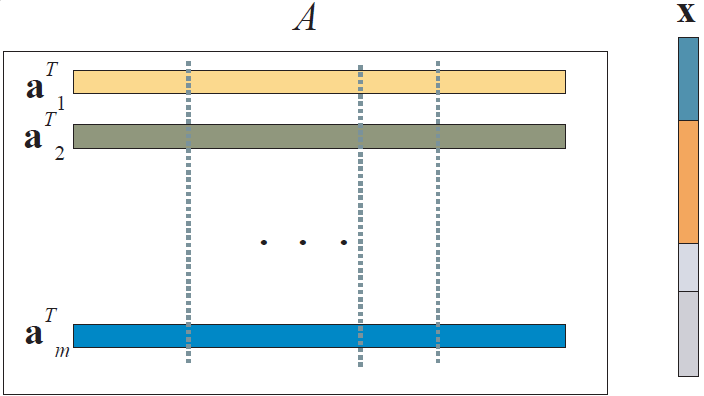 A
x
a^T_1
a^T_2
. . .
a^T_m